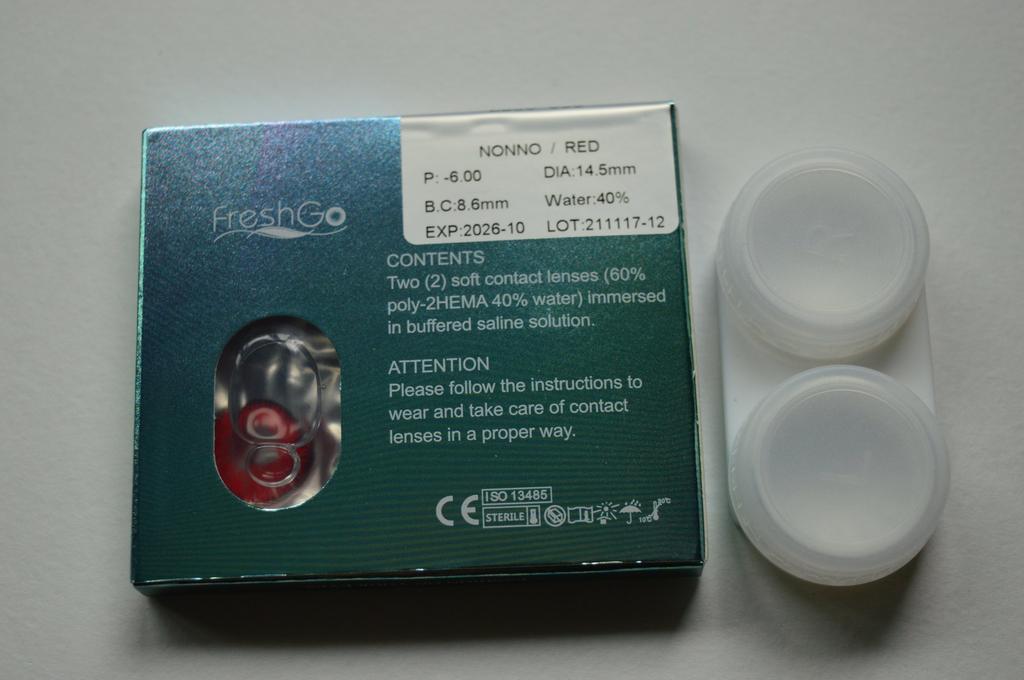 FreshGo
NONNO / RED
P: -6.00 DIA:14.5mm
B.C:8.6mm Water:40%
EXP:2026-10 LOT:211117-12
CONTENTS
Two (2) soft contact lenses (60%
poly-2HEMA 40% water) immersed
in buffered saline solution.
ATTENTION
Please follow the instructions to
wear and take care of contact
lenses in a proper way.
CE ISO 13485
STERILE 10°C 30°C
R
L